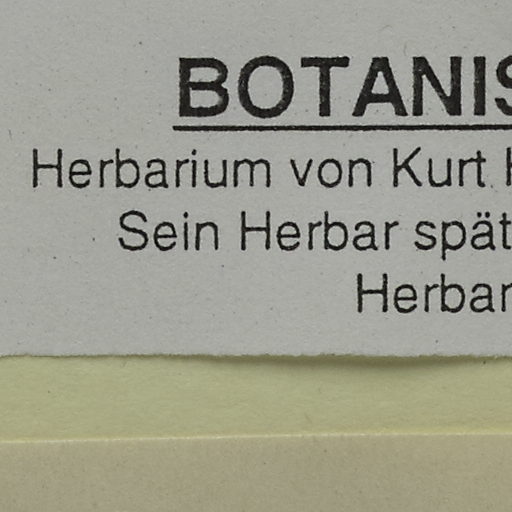 BOTANIS
Herbarium von Kurt
Sein Herbar spät
Herbar